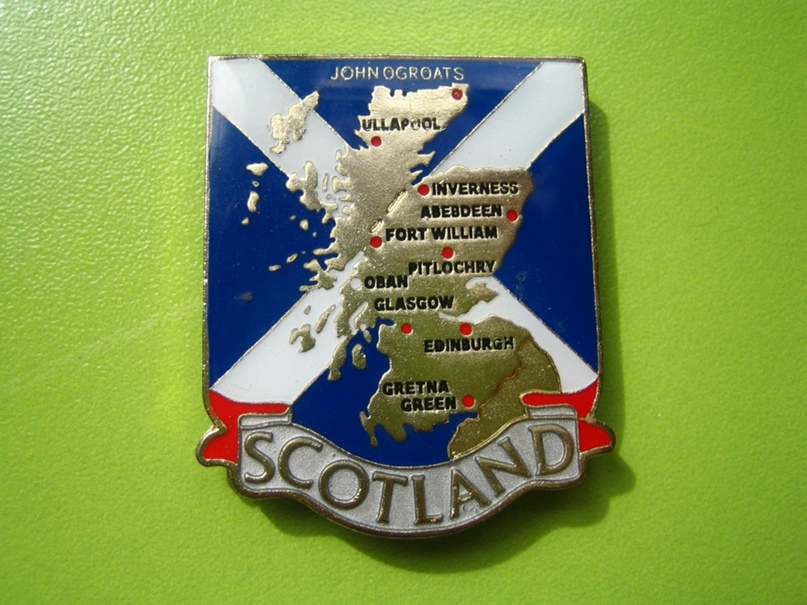 JOHN OGROATS
ULLAPOOL
INVERNESS
ABEBDEEN
FORT WILLIAM
PITLOCHRY
OBAN
GLASGOW
EDINBURGH
GRETNA
GREEN
SCOTLAND